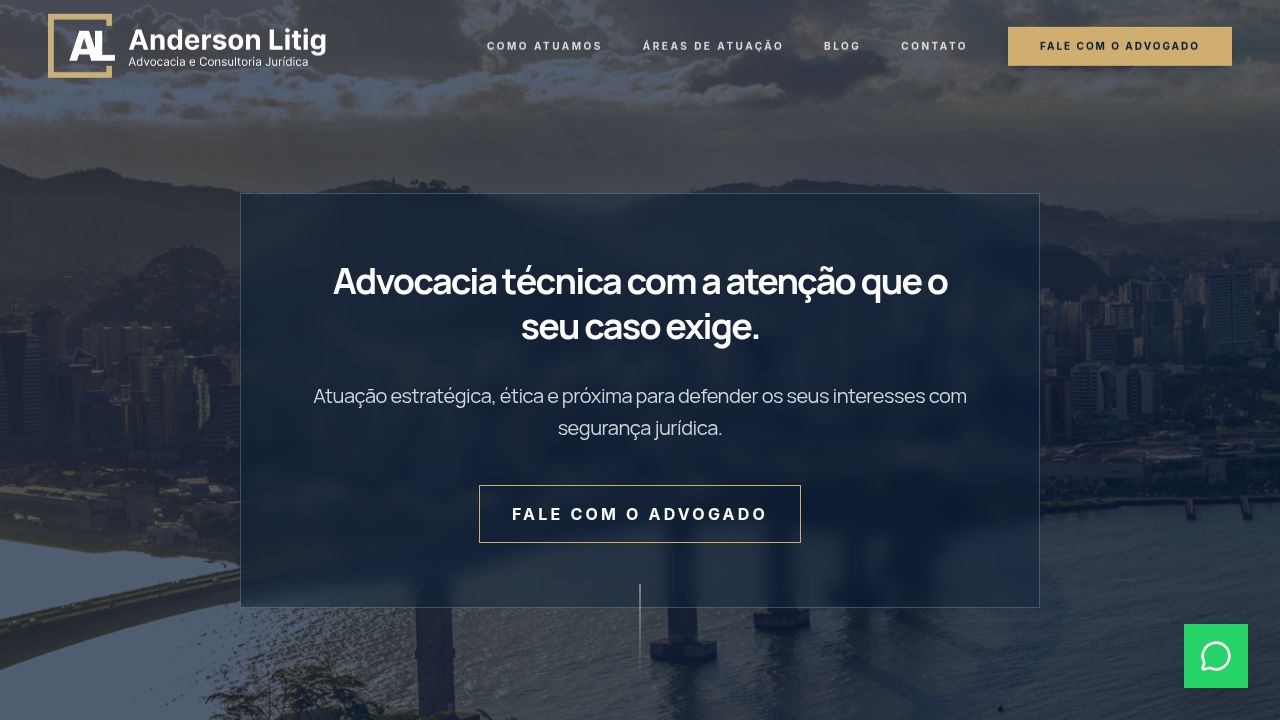 AL
Anderson Litig
Advocacia e Consultoria Jurídica
COMO ATUAMOS
ÁREAS DE ATUAÇÃO
BLOG
CONTATO
FALE COM O ADVOGADO
Advocacia técnica com a atenção que o
seu caso exige.
Atuação estratégica, ética e próxima para defender os seus interesses com
segurança jurídica.
FALE COM O ADVOGADO